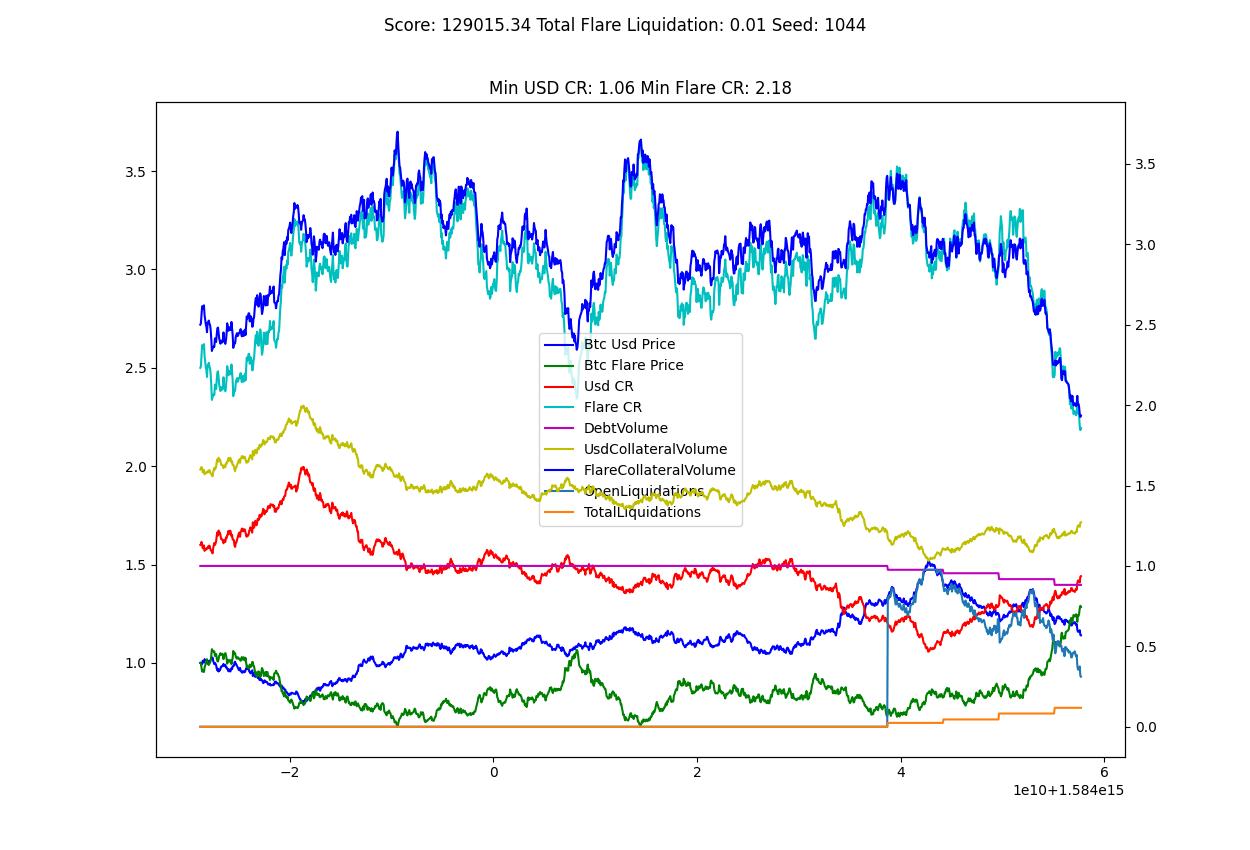 Score: 129015.34 Total Flare Liquidation: 0.01 Seed: 1044
Min USD CR: 1.06 Min Flare CR: 2.18
3.5
3.0
2.5
2.0
1.5
1.0
3.5
3.0
2.5
2.0
1.5
1.0
0.5
0.0
Btc Usd Price
Btc Flare Price
Usd CR
Flare CR
DebtVolume
UsdCollateralVolume
FlareCollateralVolume
OpenLiquidations
TotalLiquidations
−2 0 2 4 6
1e10+1.584e15